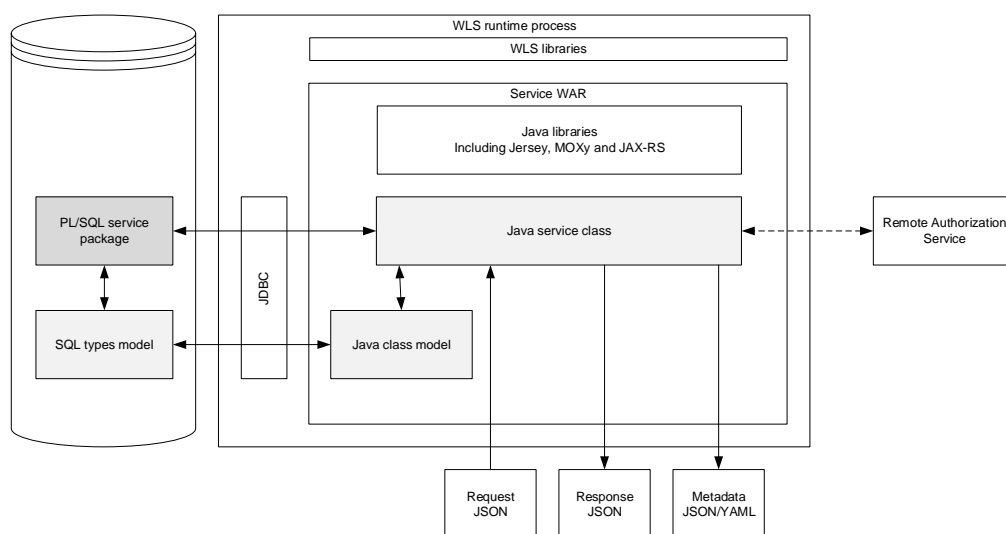 WLS runtime process
WLS libraries
Service WAR
Java libraries
Including Jersey, MOXy and JAX-RS
PL/SQL service
package
Java service class
Remote Authorization
Service
JDBC
SQL types model
Java class model
Request
JSON
Response
JSON
Metadata
JSON/YAML